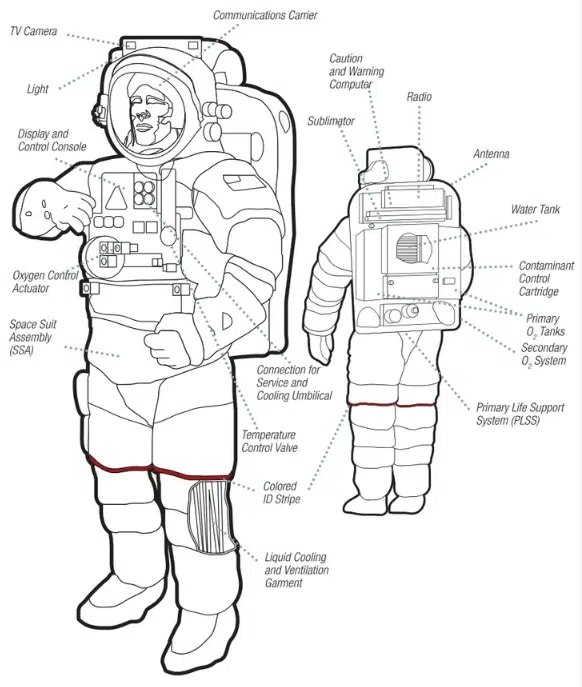 Communications Carrier
TV Camera
Light
Display and
Control Console
Oxygen Control
Actuator
Space Suit
Assembly
(SSA)
Connection for
Service and
Cooling Umbilical
Temperature
Control Valve
Colored
ID Stripe
Liquid Cooling
and Ventilation
Garment
Caution
and Warning
Computer
Radio
Sublimator
Antenna
Water Tank
Contaminant
Control
Cartridge
Primary
O₂ Tanks
Secondary
O₂ System
Primary Life Support
System (PLSS)